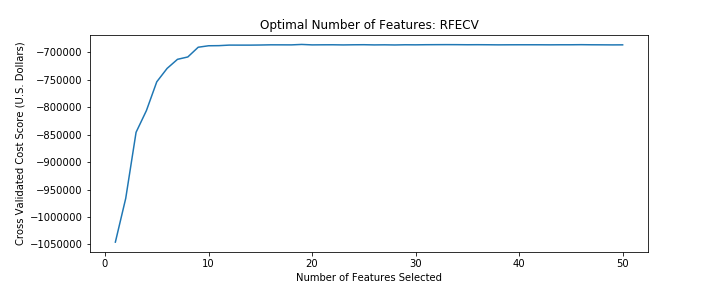 Optimal Number of Features: RFECV
Cross Validated Cost Score (U.S. Dollars)
−700000
−750000
−800000
−850000
−900000
−950000
−1000000
−1050000
0 10 20 30 40 50
Number of Features Selected